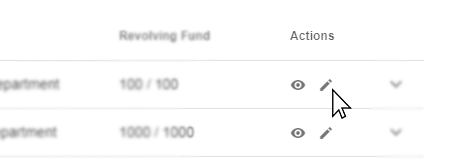 Revolving Fund Actions
epartment 100 / 100
epartment 1000 / 1000